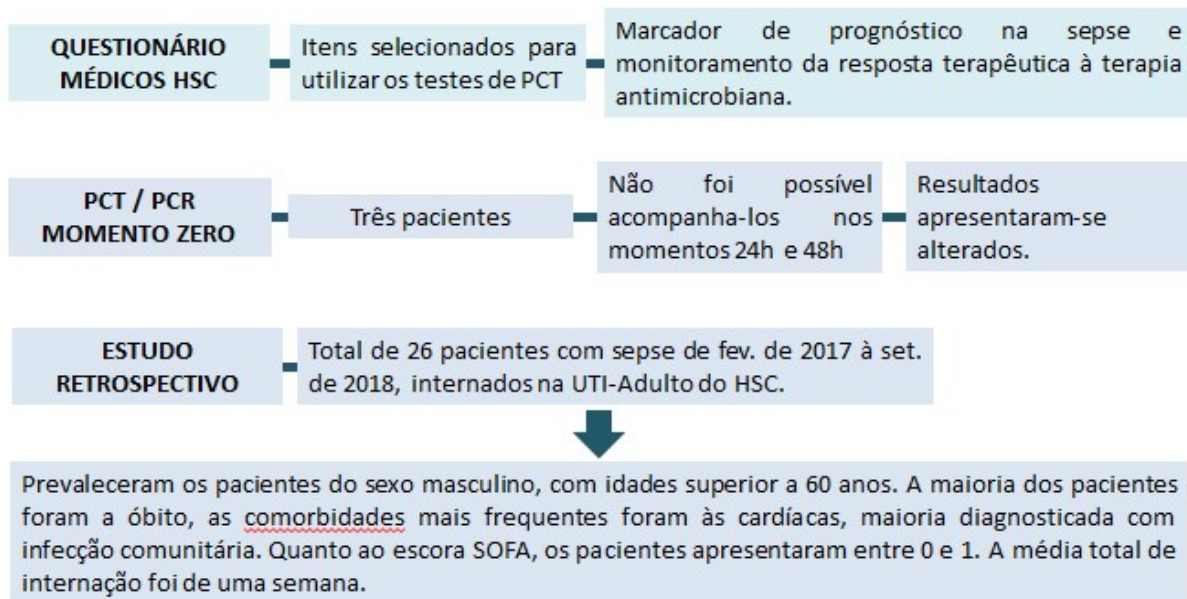 QUESTIONÁRIO
MÉDICOS HSC
Itens selecionados para
utilizar os testes de PCT
Marcador de prognóstico na sepse e
monitoramento da resposta terapêutica à terapia
antimicrobiana.
PCT / PCR
MOMENTO ZERO
Três pacientes
Não foi possível
acompanha-los nos
momentos 24h e 48h
Resultados
apresentaram-se
alterados.
ESTUDO
RETROSPECTIVO
Total de 26 pacientes com sepse de fev. de 2017 à set.
de 2018, internados na UTI-Adulto do HSC.
Prevaleceram os pacientes do sexo masculino, com idades superior a 60 anos. A maioria dos pacientes
foram a óbito, as comorbidades mais frequentes foram às cardíacas, maioria diagnosticada com
infecção comunitária. Quanto ao escora SOFA, os pacientes apresentaram entre 0 e 1. A média total de
internação foi de uma semana.